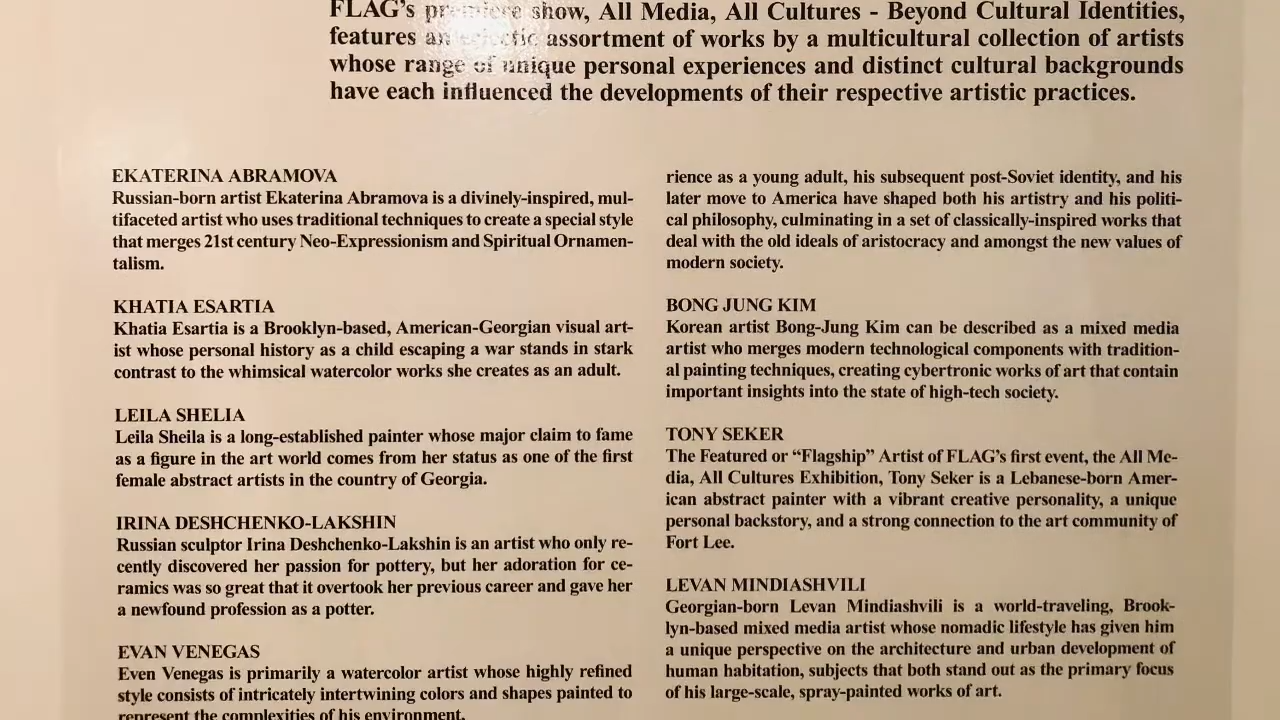 FLAG's premiere show, All Media, All Cultures - Beyond Cultural Identities,
features an eclectic assortment of works by a multicultural collection of artists
whose range of unique personal experiences and distinct cultural backgrounds
have each influenced the developments of their respective artistic practices.
EKATERINA ABRAMOVA
Russian-born artist Ekaterina Abramova is a divinely-inspired, mul-
tifaceted artist who uses traditional techniques to create a special style
that merges 21st century Neo-Expressionism and Spiritual Ornamen-
talism.
KHATIA ESARTIA
Khatia Esartia is a Brooklyn-based, American-Georgian visual art-
ist whose personal history as a child escaping a war stands in stark
contrast to the whimsical watercolor works she creates as an adult.
LEILA SHELIA
Leila Sheila is a long-established painter whose major claim to fame
as a figure in the art world comes from her status as one of the first
female abstract artists in the country of Georgia.
IRINA DESHCHENKO-LAKSHIN
Russian sculptor Irina Deshchenko-Lakshin is an artist who only re-
cently discovered her passion for pottery, but her adoration for ce-
ramics was so great that it overtook her previous career and gave her
a newfound profession as a potter.
EVAN VENEGAS
Even Venegas is primarily a watercolor artist whose highly refined
style consists of intricately intertwining colors and shapes painted to
represent the complexities of his environment.
rience as a young adult, his subsequent post-Soviet identity, and his
later move to America have shaped both his artistry and his politi-
cal philosophy, culminating in a set of classically-inspired works that
deal with the old ideals of aristocracy and amongst the new values of
modern society.
BONG JUNG KIM
Korean artist Bong-Jung Kim can be described as a mixed media
artist who merges modern technological components with tradition-
al painting techniques, creating cybertronic works of art that contain
important insights into the state of high-tech society.
TONY SEKER
The Featured or “Flagship” Artist of FLAG's first event, the All Me-
dia, All Cultures Exhibition, Tony Seker is a Lebanese-born Amer-
ican abstract painter with a vibrant creative personality, a unique
personal backstory, and a strong connection to the art community of
Fort Lee.
LEVAN MINDIASHVILI
Georgian-born Levan Mindiashvili is a world-traveling, Brook-
lyn-based mixed media artist whose nomadic lifestyle has given him
a unique perspective on the architecture and urban development of
human habitation, subjects that both stand out as the primary focus
of his large-scale, spray-painted works of art.